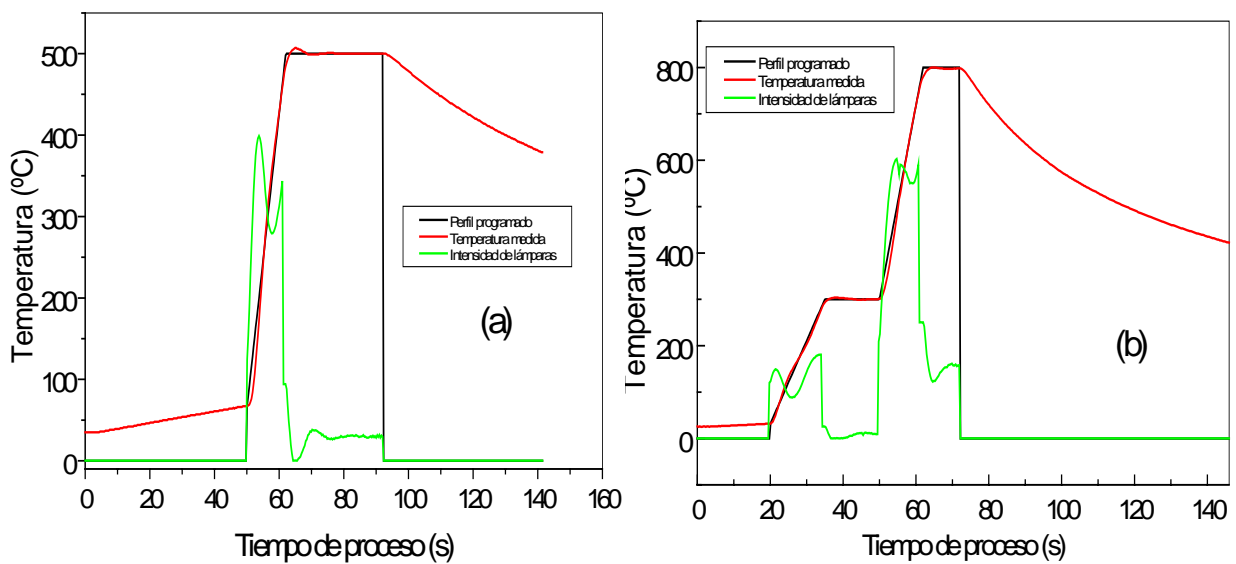 500
400
300
200
100
0
Temperatura (ºC)
Perfil programado
Temperatura medida
Intensidad de lámparas
(a)
0 20 40 60 80 100 120 140 160
Tiempo de proceso (s)
800
600
400
200
0
Temperatura (ºC)
Perfil programado
Temperatura medida
Intensidad de lámparas
(b)
0 20 40 60 80 100 120 140
Tiempo de proceso (s)